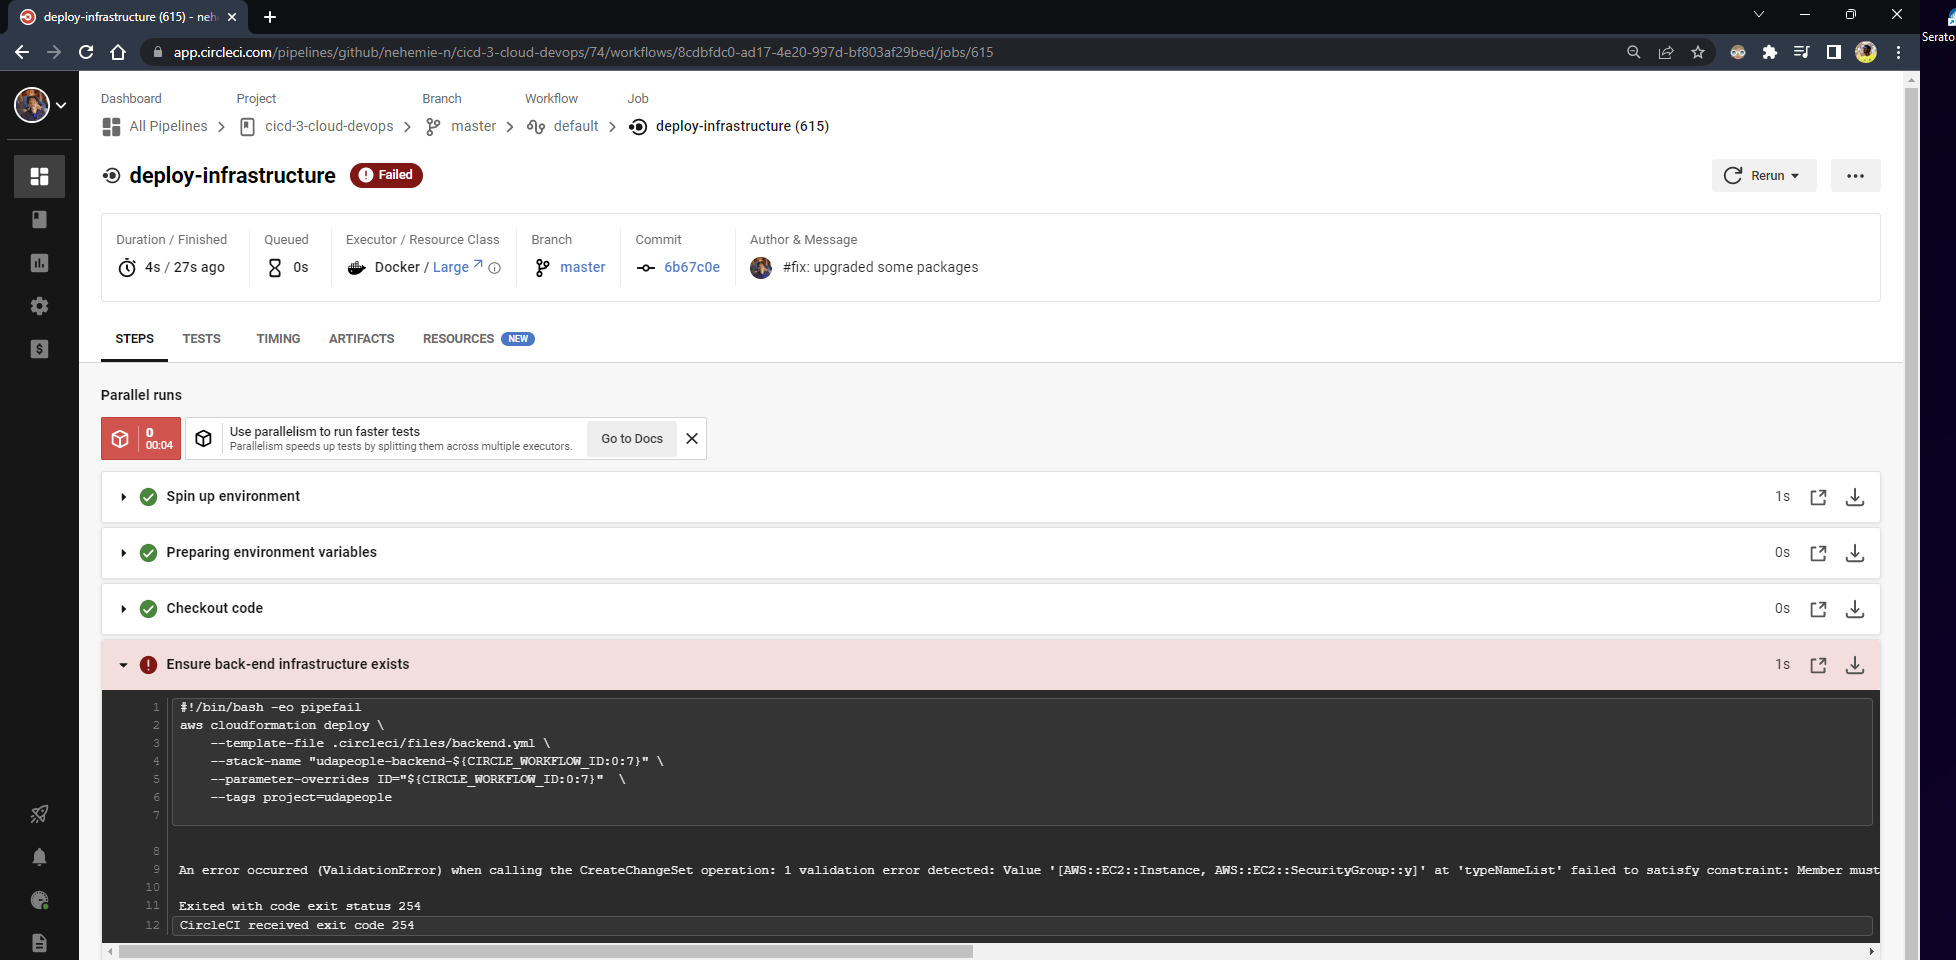 deploy-infrastructure (615) - neh
Serato
app.circleci.com/pipelines/github/nehemie-n/cicd-3-cloud-devops/74/workflows/8cdbfdc0-ad17-4e20-997d-bf803af29bed/jobs/615
Dashboard Project Branch Workflow Job
All Pipelines cicd-3-cloud-devops master default deploy-infrastructure (615)
deploy-infrastructure Failed
Rerun
Duration / Finished Queued Executor / Resource Class Branch Commit Author & Message
4s / 27s ago 0s Docker / Large master 6b67c0e #fix: upgraded some packages
STEPS TESTS TIMING ARTIFACTS RESOURCES NEW
Parallel runs
0
00:04
Use parallelism to run faster tests
Parallelism speeds up tests by splitting them across multiple executors.
Go to Docs
Spin up environment 1s
Preparing environment variables 0s
Checkout code 0s
Ensure back-end infrastructure exists 1s
1 #!/bin/bash -eo pipefail
2 aws cloudformation deploy \
3 --template-file .circleci/files/backend.yml \
4 --stack-name "udapeople-backend-${CIRCLE_WORKFLOW_ID:0:7}" \
5 --parameter-overrides ID="${CIRCLE_WORKFLOW_ID:0:7}" \
6 --tags project=udapeople
7
8
9 An error occurred (ValidationError) when calling the CreateChangeSet operation: 1 validation error detected: Value '[AWS::EC2::Instance, AWS::EC2::SecurityGroup::y]' at 'typeNameList' failed to satisfy constraint: Member must
10
11 Exited with code exit status 254
12 CircleCI received exit code 254